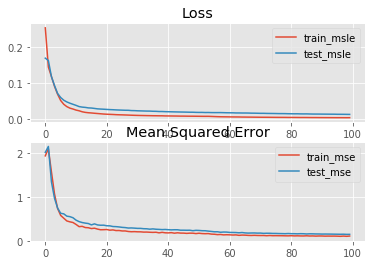 Loss
0.2
0.1
0.0
train_msle
test_msle
0 20 40 60 80 100
Mean Squared Error
2
1
0
train_mse
test_mse
0 20 40 60 80 100